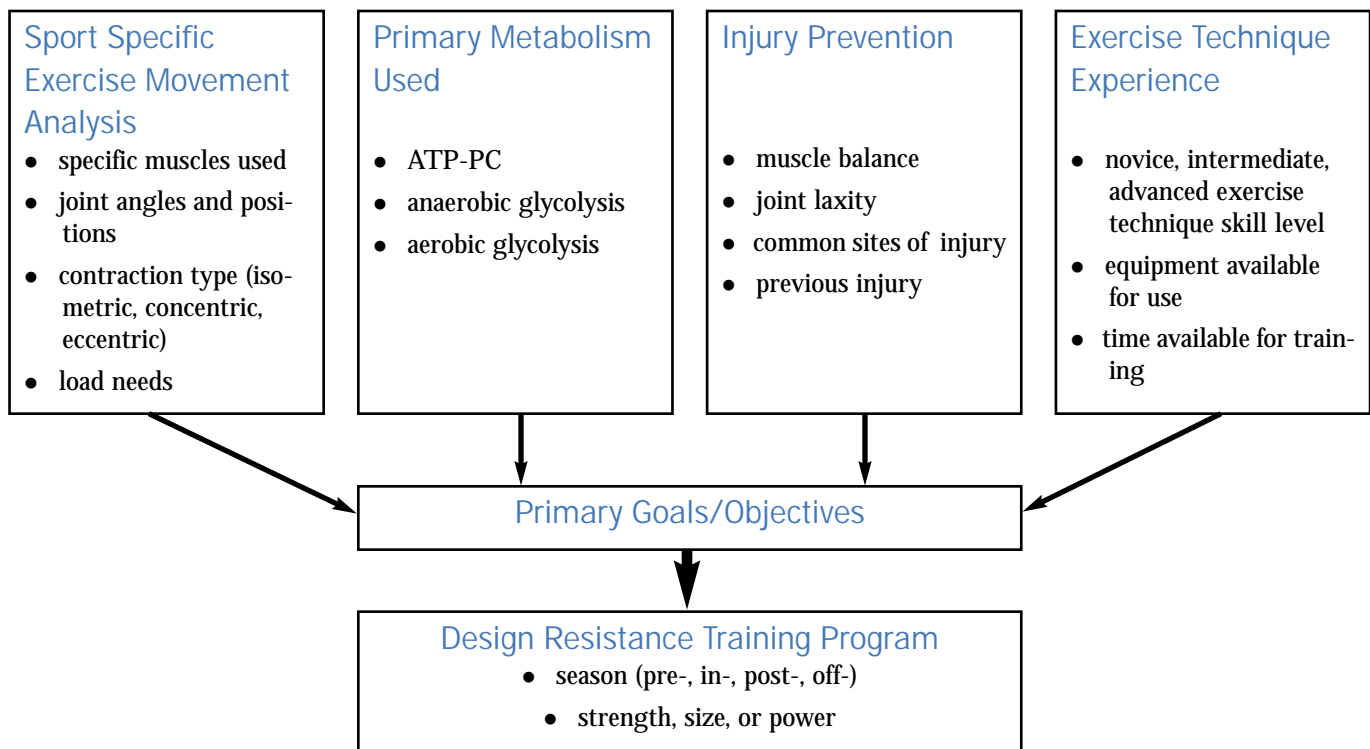 Sport Specific
Exercise Movement
Analysis
● specific muscles used
● joint angles and posi-
tions
● contraction type (iso-
metric, concentric,
eccentric)
● load needs
Primary Metabolism
Used
● ATP-PC
● anaerobic glycolysis
● aerobic glycolysis
Injury Prevention
● muscle balance
● joint laxity
● common sites of injury
● previous injury
Exercise Technique
Experience
● novice, intermediate,
advanced exercise
technique skill level
● equipment available
for use
● time available for train-
ing
Primary Goals/Objectives
Design Resistance Training Program
● season (pre-, in-, post-, off-)
● strength, size, or power